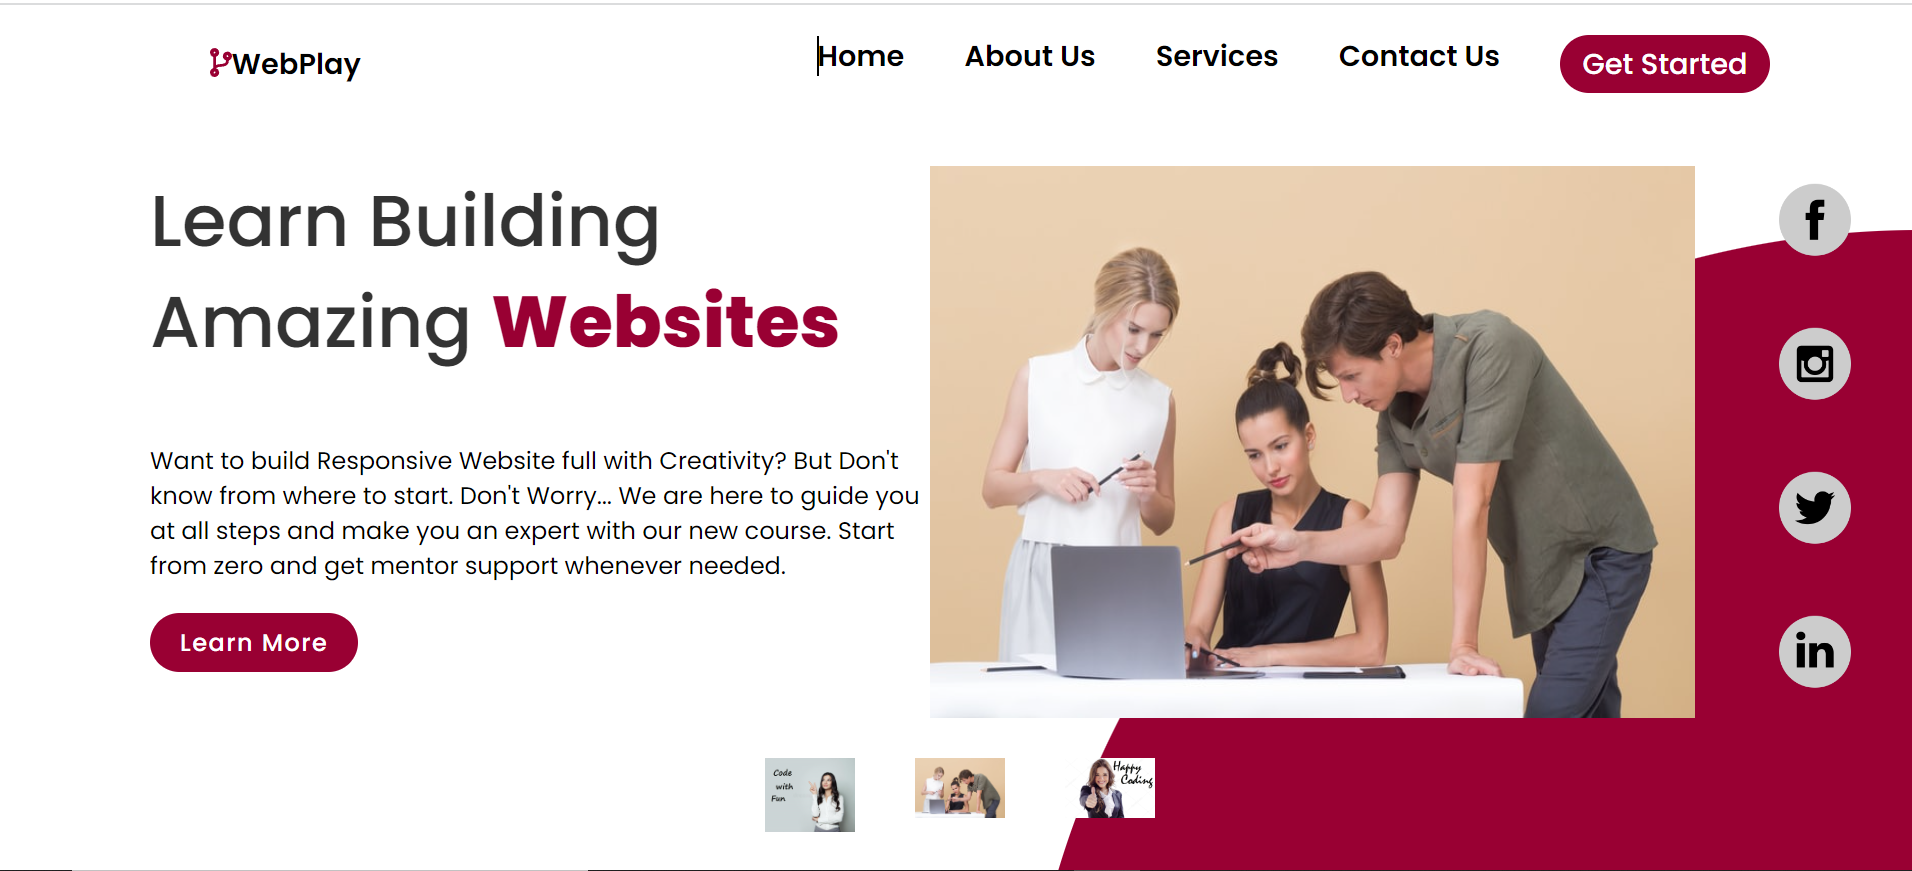 WebPlay
Home About Us Services Contact Us Get Started
Learn Building
Amazing Websites
Want to build Responsive Website full with Creativity? But Don't
know from where to start. Don't Worry... We are here to guide you
at all steps and make you an expert with our new course. Start
from zero and get mentor support whenever needed.
Learn More
Code
with
Fun
Happy
Coding
f
in